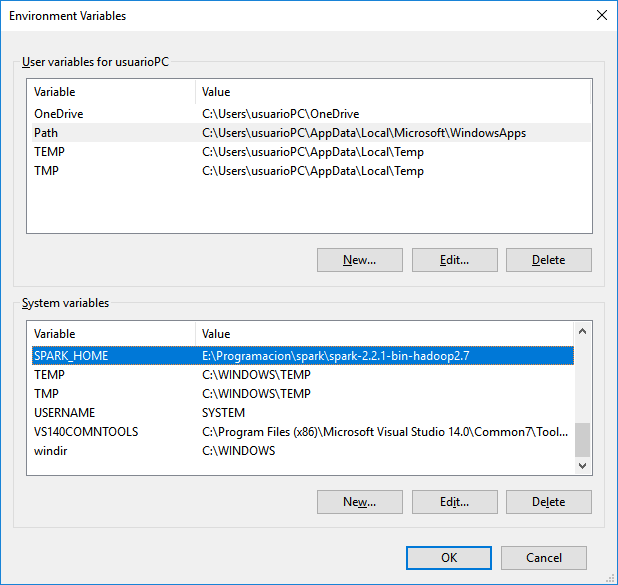 Environment Variables
User variables for usuarioPC
Variable Value
OneDrive C:\Users\usuarioPC\OneDrive
Path C:\Users\usuarioPC\AppData\Local\Microsoft\WindowsApps
TEMP C:\Users\usuarioPC\AppData\Local\Temp
TMP C:\Users\usuarioPC\AppData\Local\Temp
New... Edit... Delete
System variables
Variable Value
SPARK_HOME E:\Programacion\spark\spark-2.2.1-bin-hadoop2.7
TEMP C:\WINDOWS\TEMP
TMP C:\WINDOWS\TEMP
USERNAME SYSTEM
VS140COMNTOOLS C:\Program Files (x86)\Microsoft Visual Studio 14.0\Common7\Tool...
windir C:\WINDOWS
New... Edit... Delete
OK Cancel